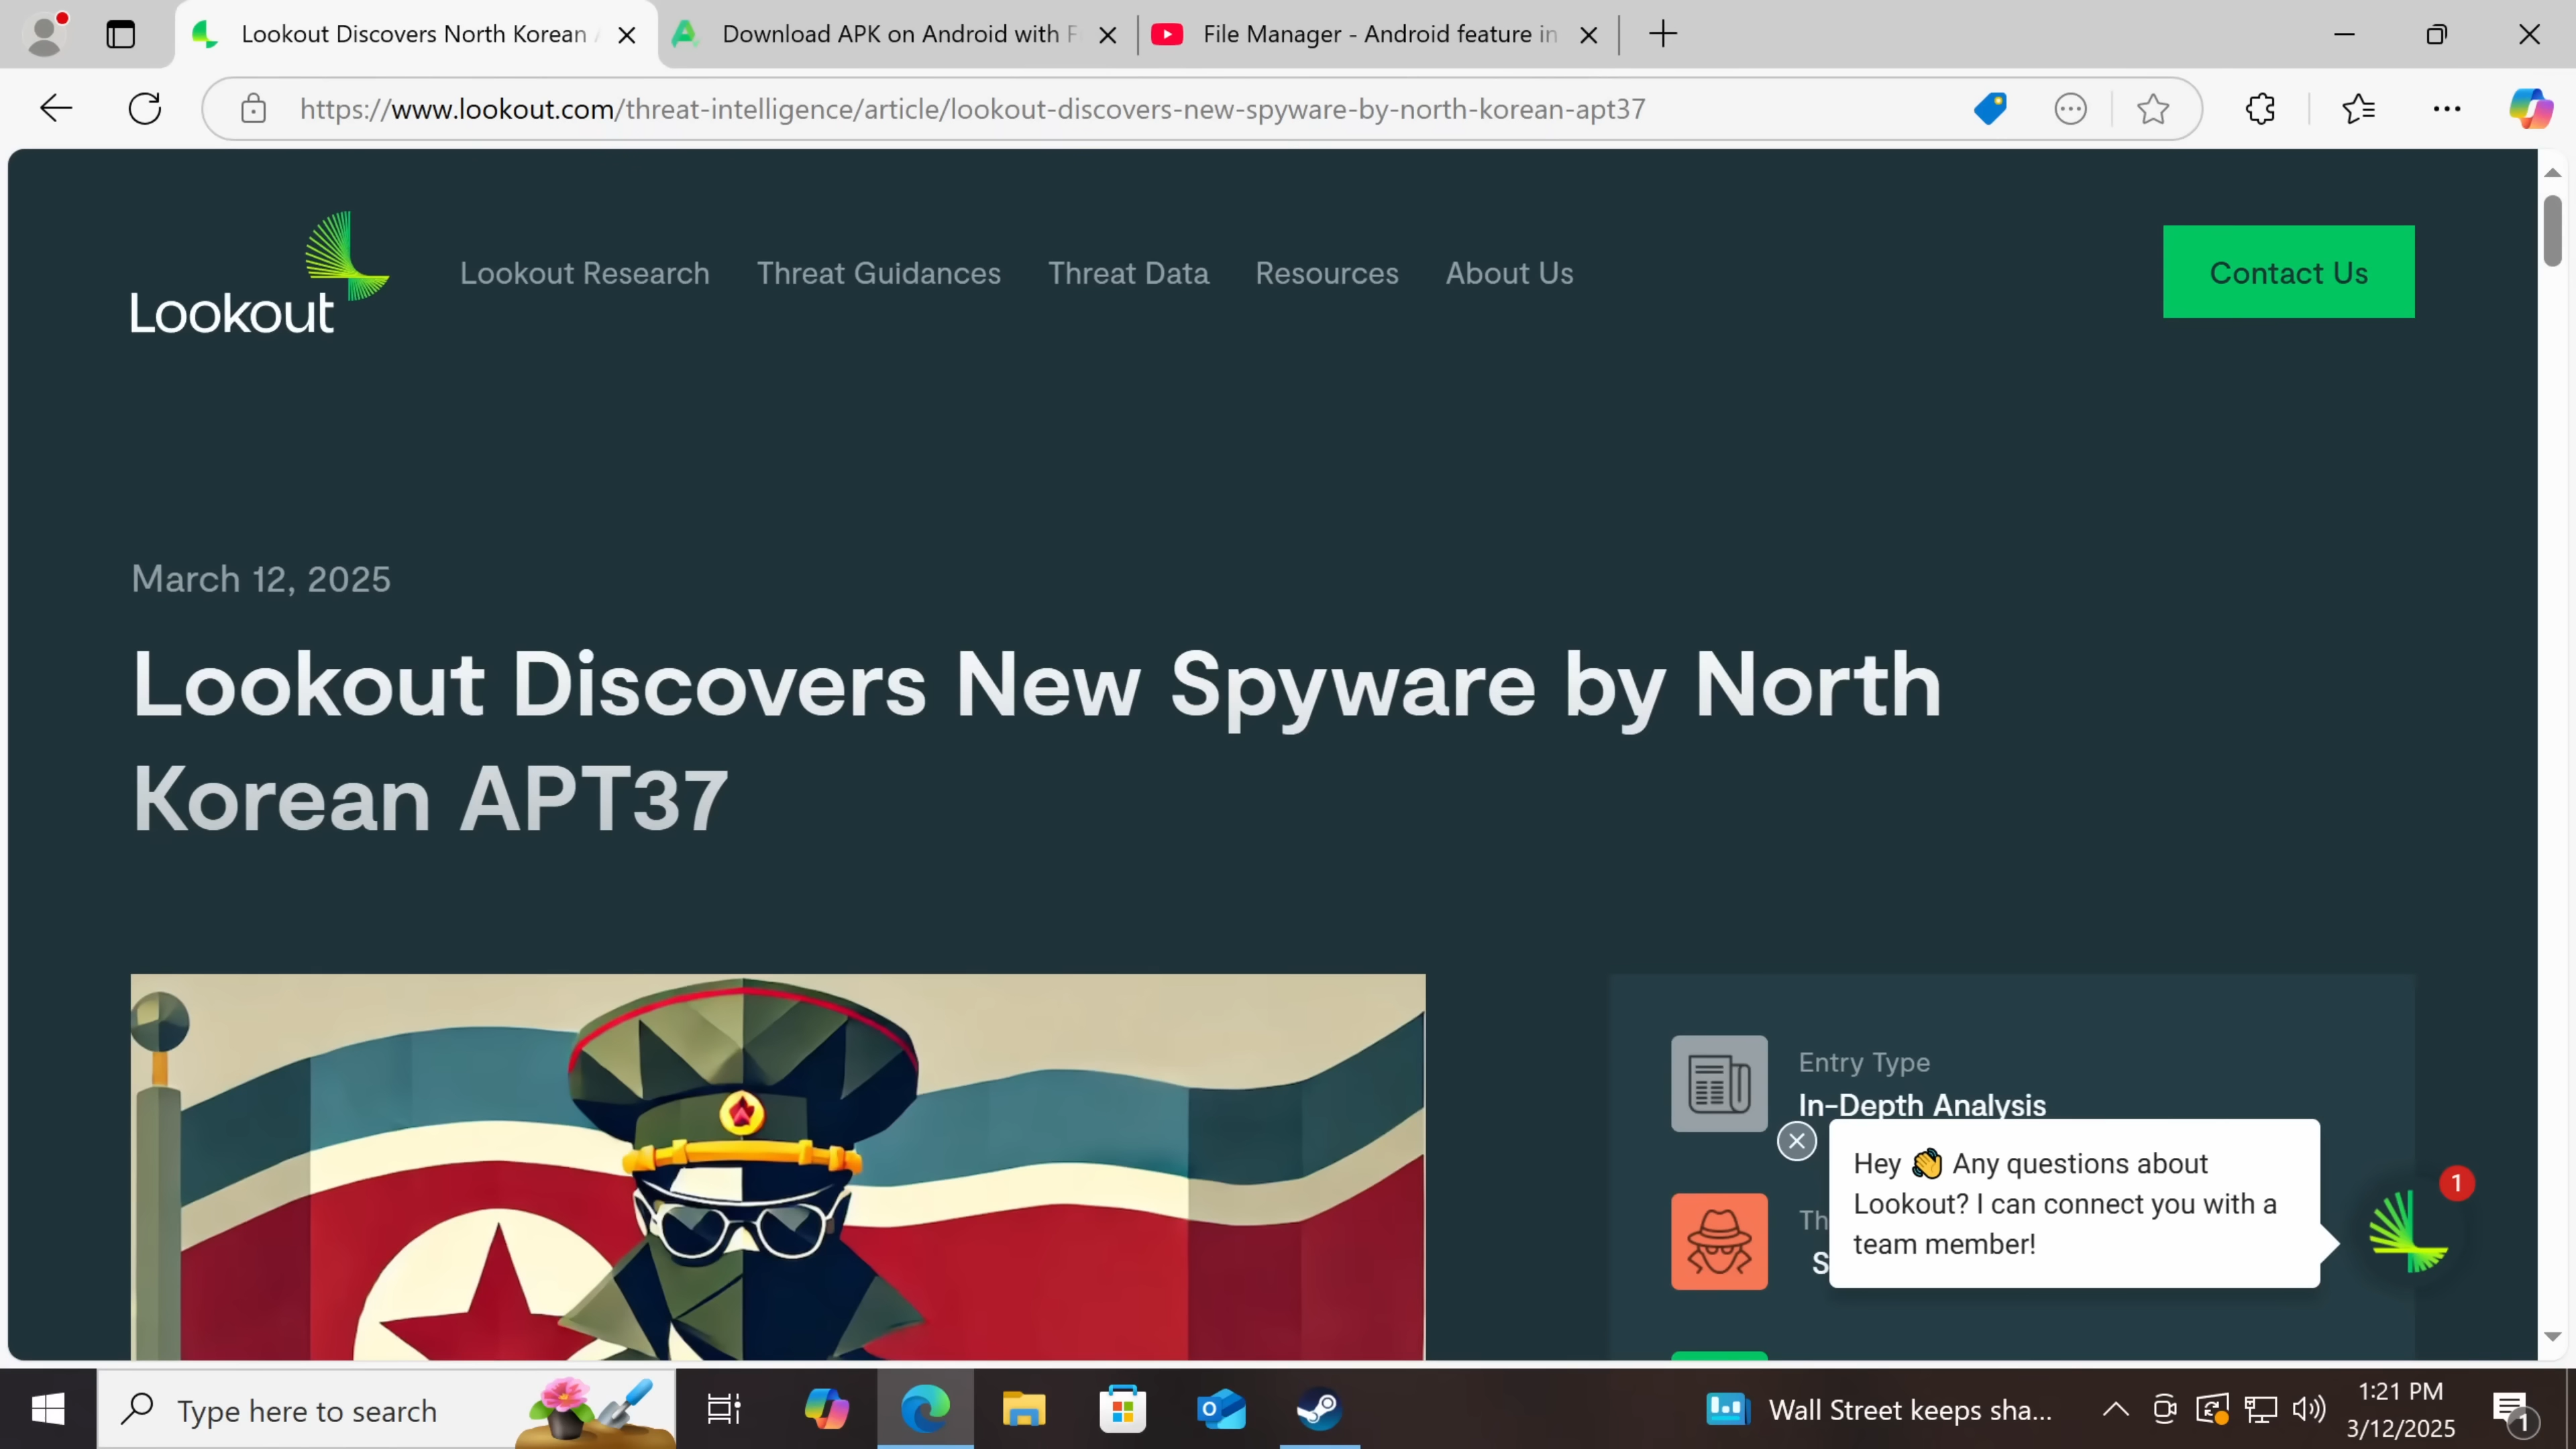 Lookout Discovers North Korean A
Download APK on Android with F
File Manager - Android feature in
https://www.lookout.com/threat-intelligence/article/lookout-discovers-new-spyware-by-north-korean-apt37
Lookout
Lookout Research
Threat Guidances
Threat Data
Resources
About Us
Contact Us
March 12, 2025
Lookout Discovers New Spyware by North
Korean APT37
Entry Type
In-Depth Analysis
Th
S
Hey 👋 Any questions about
Lookout? I can connect you with a
team member!
1
Type here to search
Wall Street keeps sha...
1:21 PM
3/12/2025
1